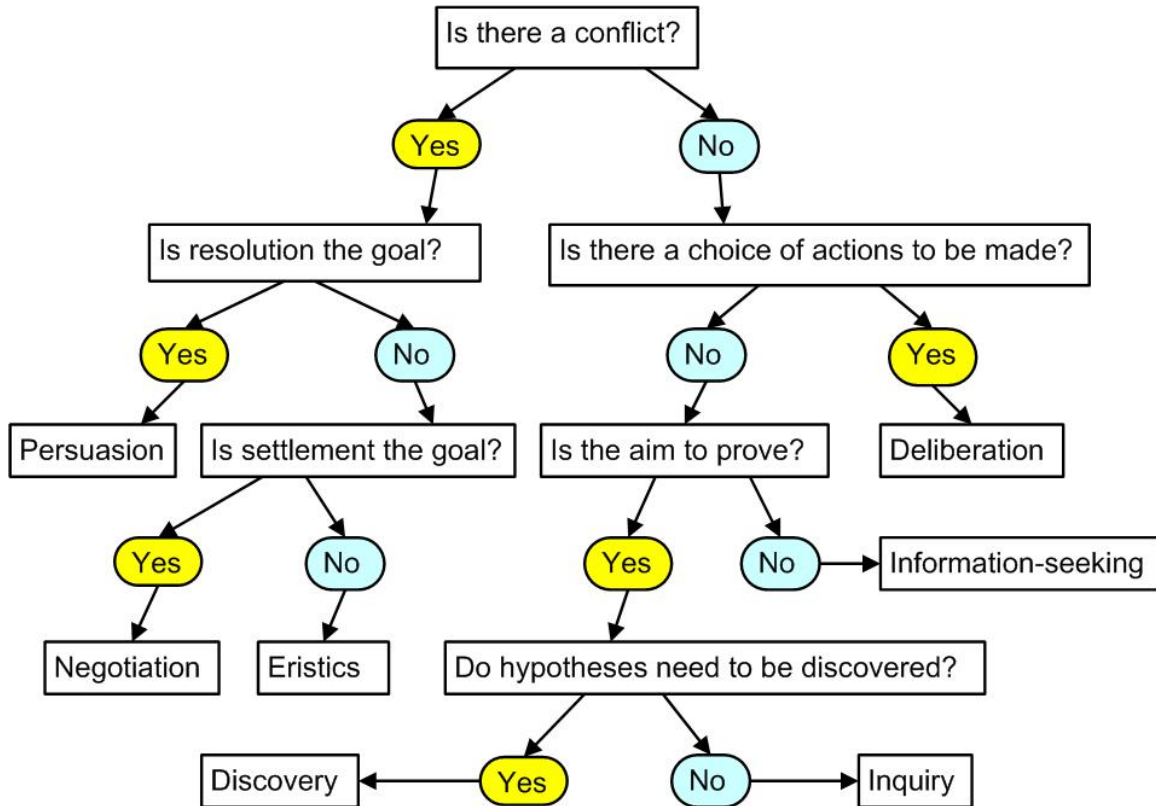 Is there a conflict?
Yes
No
Is resolution the goal?
Is there a choice of actions to be made?
Yes
No
No
Yes
Persuasion
Is settlement the goal?
Is the aim to prove?
Deliberation
Yes
No
Yes
No
Information-seeking
Negotiation
Eristics
Do hypotheses need to be discovered?
Discovery
Yes
No
Inquiry